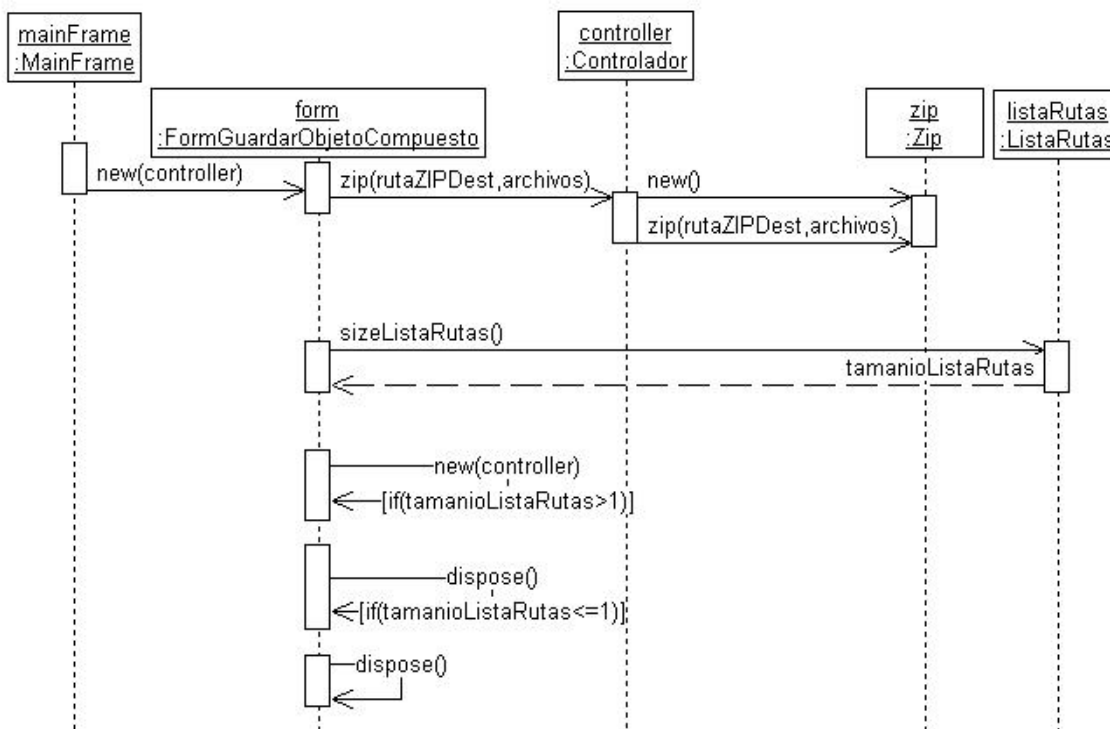 mainFrame
:MainFrame
controller
:Controlador
form
:FormGuardarObjetoCompuesto
zip
:Zip
listaRutas
:ListaRutas
new(controller)
zip(rutaZIPDest,archivos)
new()
zip(rutaZIPDest,archivos)
sizeListaRutas()
tamanioListaRutas
new(controller)
[if(tamanioListaRutas>1)]
dispose()
[if(tamanioListaRutas<=1)]
dispose()